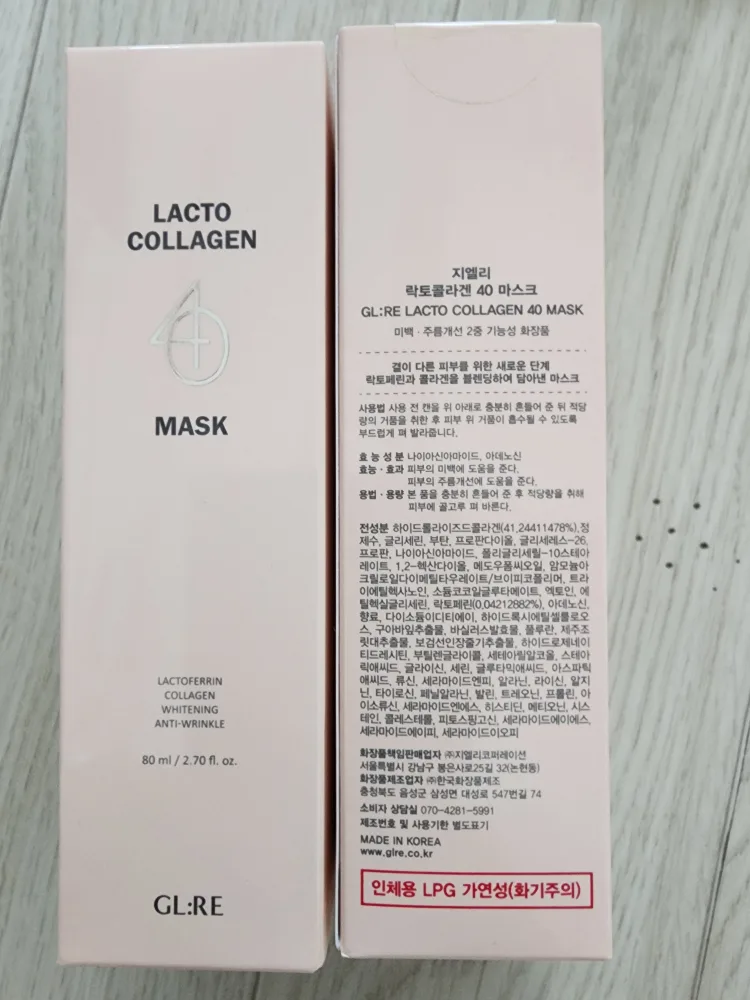 LACTO
COLLAGEN
40
MASK
LACTOFERRIN
COLLAGEN
WHITENING
ANTI-WRINKLE
80 ml / 2.70 fl. oz.
GL:RE
지엘리
락토콜라겐 40 마스크
GL:RE LACTO COLLAGEN 40 MASK
미백 · 주름개선 2중 기능성 화장품
결이 다른 피부를 위한 새로운 단계
락토페린과 콜라겐을 블렌딩하여 담아낸 마스크
사용법 사용 전 캔을 위 아래로 충분히 흔들어 준 뒤 적당
량의 거품을 취한 후 피부 위 거품이 흡수될 수 있도록
부드럽게 펴 발라줍니다.
효 능 성 분 나이아신아마이드, 아데노신
효능 · 효과 피부의 미백에 도움을 준다.
피부의 주름개선에 도움을 준다.
용법 · 용량 본 품을 충분히 흔들어 준 후 적당량을 취해
피부에 골고루 펴 바른다.
전성분 하이드롤라이즈드콜라겐(41.24411478%),정
제수, 글리세린, 부탄, 프로판다이올, 글리세레스-26,
프로판, 나이아신아마이드, 폴리글리세릴-10스테아
레이트, 1,2-헥산다이올, 메도우폼씨오일, 암모늄아
크릴로일다이메틸타우레이트/브이피코폴리머, 트라
이에틸헥사노인, 소듐코코일글루타메이트, 엑토인, 에
틸헥실글리세린, 락토페린(0.04212882%), 아데노신,
향료, 다이소듐이디티에이, 하이드록시에틸셀룰로오
스, 구아바잎추출물, 바실러스발효물, 풀루란, 제주조
릿대추출물, 보검선인장줄기추출물, 하이드로제네이
티드레시틴, 부틸렌글라이콜, 세테아릴알코올, 스테아
릭애씨드, 글라이신, 세린, 글루타믹애씨드, 아스파틱
애씨드, 류신, 세라마이드엔피, 알라닌, 라이신, 알지
닌, 타이로신, 페닐알라닌, 발린, 트레오닌, 프롤린, 아
이소류신, 세라마이드엔에스, 히스티딘, 메티오닌, 시스
테인, 콜레스테롤, 피토스핑고신, 세라마이드에이에스,
세라마이드에이피, 세라마이드이오피
화장품책임판매업자 ㈜지엘리코퍼레이션
서울특별시 강남구 봉은사로25길 32(논현동)
화장품제조업자 ㈜한국화장품제조
충청북도 음성군 삼성면 대성로 547번길 74
소비자 상담실 070-4281-5991
제조번호 및 사용기한 별도표기
MADE IN KOREA
www.glre.co.kr
인체용 LPG 가연성(화기주의)